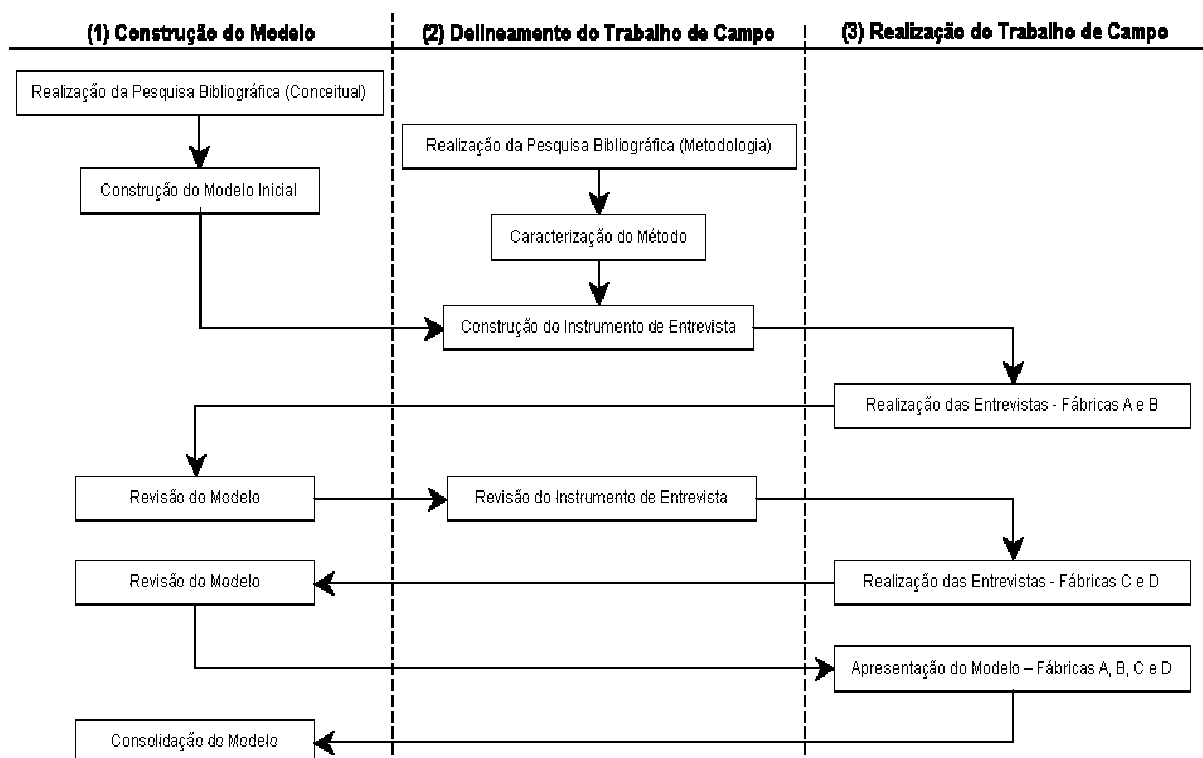 (1) Construção do Modelo
(2) Delineamento do Trabalho de Campo
(3) Realização do Trabalho de Campo
Realização da Pesquisa Bibliográfica (Conceitual)
Realização da Pesquisa Bibliográfica (Metodologia)
Construção do Modelo Inicial
Caracterização do Método
Construção do Instrumento de Entrevista
Realização das Entrevistas - Fábricas A e B
Revisão do Modelo
Revisão do Instrumento de Entrevista
Revisão do Modelo
Realização das Entrevistas - Fábricas C e D
Apresentação do Modelo – Fábricas A, B, C e D
Consolidação do Modelo